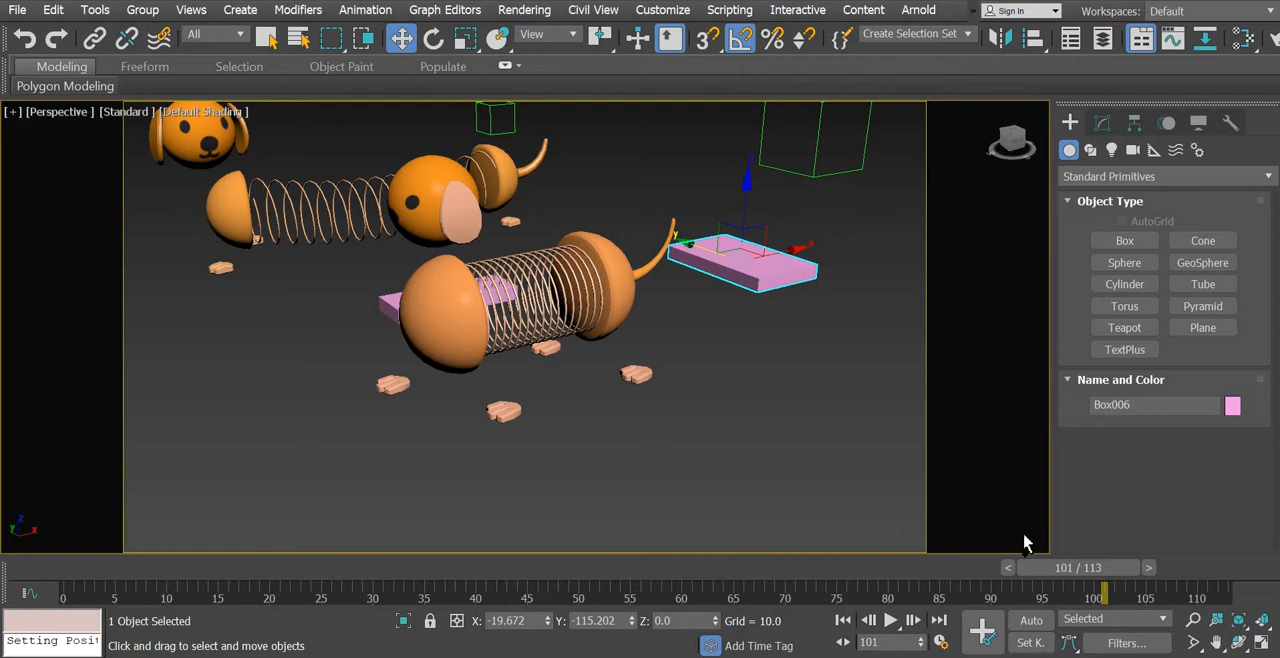 File Edit Tools Group Views Create Modifiers Animation Graph Editors Rendering Civil View Customize Scripting Interactive Content Arnold » Sign In Workspaces: Default
All View Create Selection Set
Modeling Freeform Selection Object Paint Populate
Polygon Modeling
[+] [Perspective ] [Standard ] [Default Shading ]
Standard Primitives
Object Type
AutoGrid
Box Cone
Sphere GeoSphere
Cylinder Tube
Torus Pyramid
Teapot Plane
TextPlus
Name and Color
Box006
y x
z
y x
< 101 / 113 >
0 5 10 15 20 25 30 35 40 45 50 55 60 65 70 75 80 85 90 95 100 105 110
1 Object Selected X: -19.672 Y: -115.202 Z: 0.0 Grid = 10.0 Auto Selected
Setting Posit Click and drag to select and move objects Add Time Tag 101 Set K. Filters...